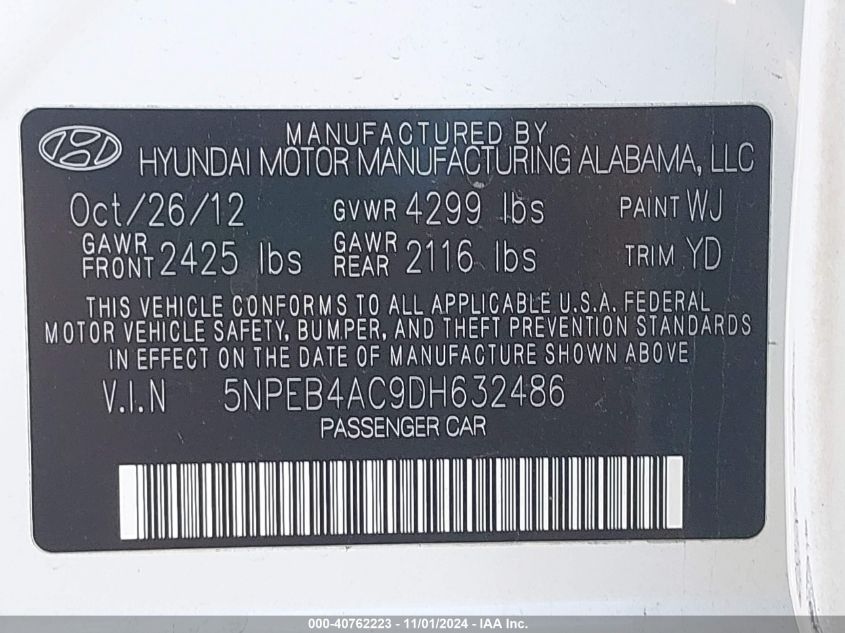 MANUFACTURED BY
HYUNDAI MOTOR MANUFACTURING ALABAMA, LLC
Oct/26/12 GVWR 4299 lbs PAINT WJ
GAWR FRONT 2425 lbs GAWR REAR 2116 lbs TRIM YD
THIS VEHICLE CONFORMS TO ALL APPLICABLE U.S.A. FEDERAL
MOTOR VEHICLE SAFETY, BUMPER, AND THEFT PREVENTION STANDARDS
IN EFFECT ON THE DATE OF MANUFACTURE SHOWN ABOVE
V.I.N 5NPEB4AC9DH632486
PASSENGER CAR
000-40762223 - 11/01/2024 - IAA Inc.